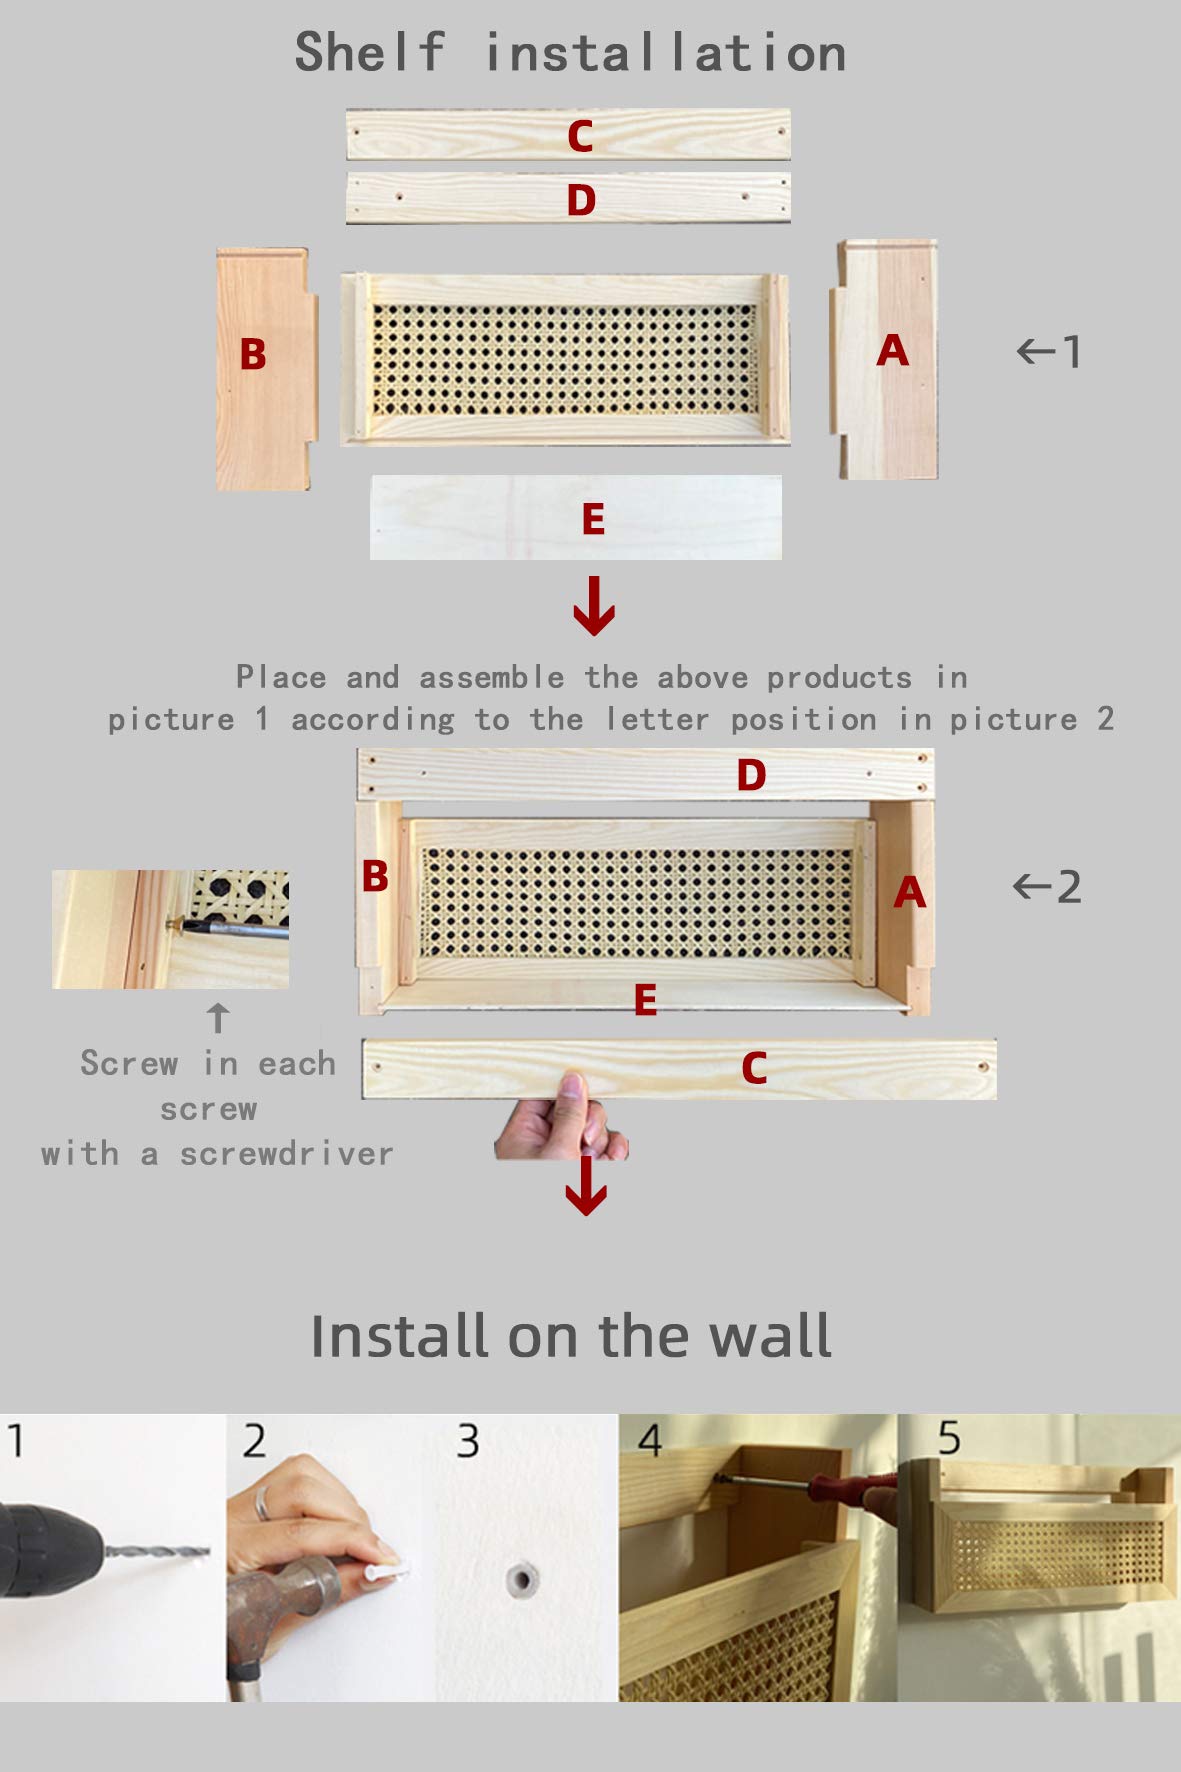 Shelf installation
C
D
B
A
←1
E
Place and assemble the above products in
picture 1 according to the letter position in picture 2
D
B
A
←2
E
C
Screw in each
screw
with a screwdriver
Install on the wall
1
2
3
4
5